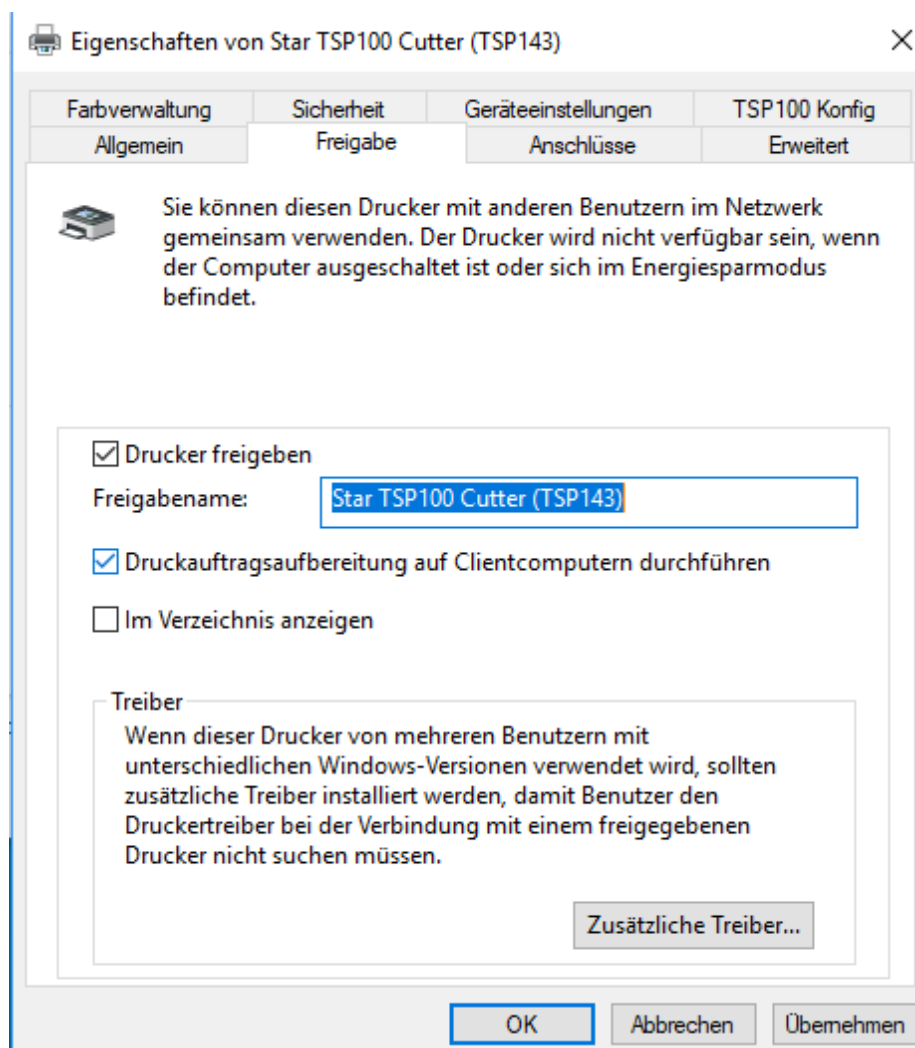 Eigenschaften von Star TSP100 Cutter (TSP143)
Farbverwaltung Sicherheit Geräteeinstellungen TSP100 Konfig
Allgemein Freigabe Anschlüsse Erweitert
Sie können diesen Drucker mit anderen Benutzern im Netzwerk
gemeinsam verwenden. Der Drucker wird nicht verfügbar sein, wenn
der Computer ausgeschaltet ist oder sich im Energiesparmodus
befindet.
Drucker freigeben
Freigabename: Star TSP100 Cutter (TSP143)
Druckauftragsaufbereitung auf Clientcomputern durchführen
Im Verzeichnis anzeigen
Treiber
Wenn dieser Drucker von mehreren Benutzern mit
unterschiedlichen Windows-Versionen verwendet wird, sollten
zusätzliche Treiber installiert werden, damit Benutzer den
Druckertreiber bei der Verbindung mit einem freigegebenen
Drucker nicht suchen müssen.
Zusätzliche Treiber...
OK Abbrechen Übernehmen